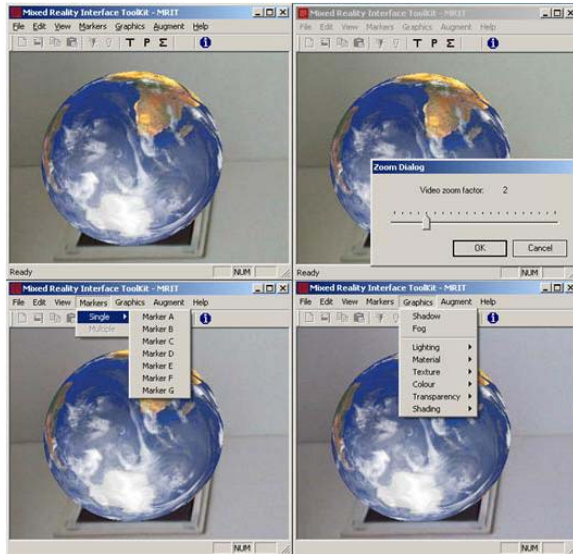 Mixed Reality Interface ToolKit - MRIT
File Edit View Markers Graphics Augment Help
T P Σ
Ready
NUM
Mixed Reality Interface ToolKit - MRIT
File Edit View Markers Graphics Augment Help
T P Σ
Zoom Dialog
Video zoom factor: 2
OK Cancel
NUM
Mixed Reality Interface ToolKit - MRIT
File Edit View Markers Graphics Augment Help
Single
Multiple
Marker A
Marker B
Marker C
Marker D
Marker E
Marker F
Marker G
NUM
Mixed Reality Interface ToolKit - MRIT
File Edit View Markers Graphics Augment Help
Shadow
Fog
Lighting
Material
Texture
Colour
Transparency
Shading
NUM